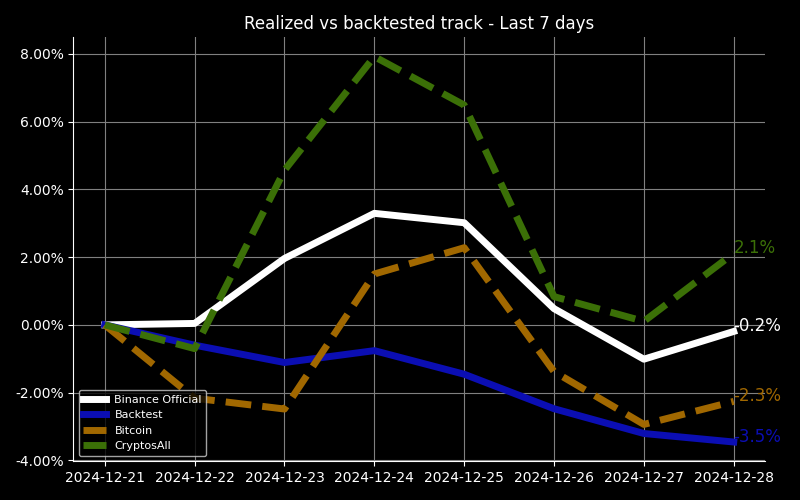 Realized vs backtested track - Last 7 days
8.00%
6.00%
4.00%
2.00%
0.00%
-2.00%
-4.00%
2.1%
-0.2%
-2.3%
-3.5%
Binance Official
Backtest
Bitcoin
CryptosAll
2024-12-21 2024-12-22 2024-12-23 2024-12-24 2024-12-25 2024-12-26 2024-12-27 2024-12-28